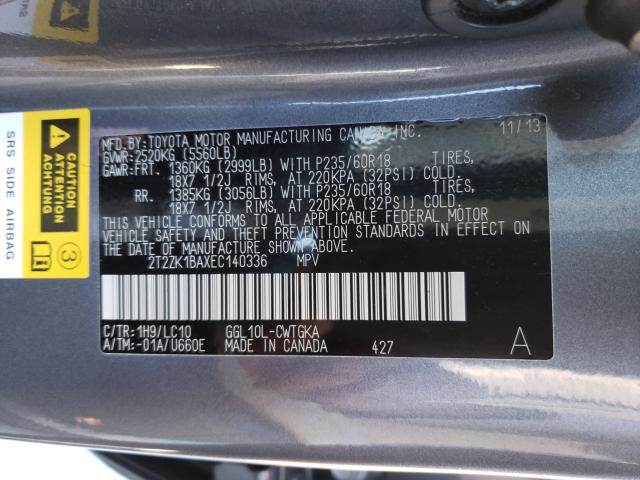 MFD.BY:TOYOTA MOTOR MANUFACTURING CANADA INC. 11/13
GVWR:2520KG (5560LB)
GAWR:FRT. 1360KG (2999LB) WITH P235/60R18 TIRES,
18X7 1/2J RIMS, AT 220KPA (32PSI) COLD.
RR. 1385KG (3056LB) WITH P235/60R18 TIRES,
18X7 1/2J RIMS, AT 220KPA (32PSI) COLD.
THIS VEHICLE CONFORMS TO ALL APPLICABLE FEDERAL MOTOR
VEHICLE SAFETY AND THEFT PREVENTION STANDARDS IN EFFECT ON
THE DATE OF MANUFACTURE SHOWN ABOVE.
2T2ZK1BAXEC140336 MPV
C/TR:1H9/LC10 GGL10L-CWTGKA
A/TM:-01A/U660E MADE IN CANADA 427 A
SRS SIDE AIRBAG
CAUTION
ATTENTION
ACHTUNG
3